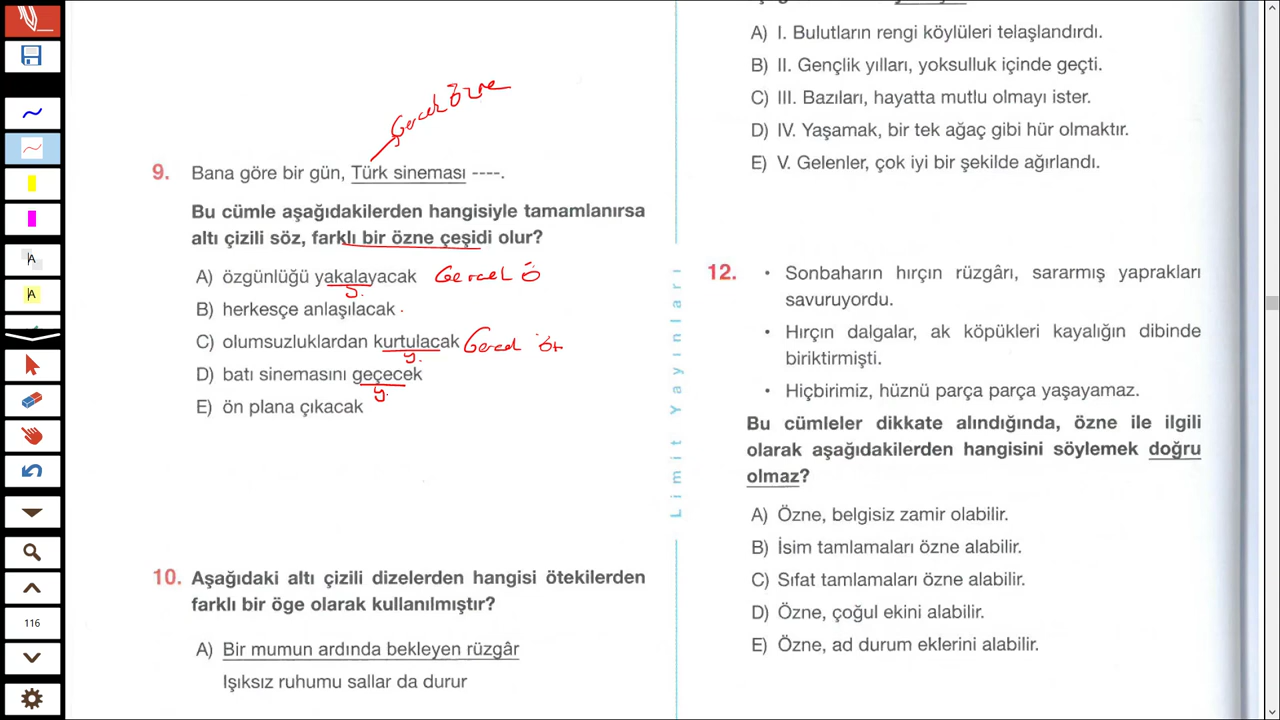 Gerçek Özne
9. Bana göre bir gün, Türk sineması ----.
Bu cümle aşağıdakilerden hangisiyle tamamlanırsa
altı çizili söz, farklı bir özne çeşidi olur?
A) özgünlüğü yakalayacak Gercek Ö
y.
B) herkesçe anlaşılacak
C) olumsuzluklardan kurtulacak Gercek öz
y.
D) batı sinemasını geçecek
y.
E) ön plana çıkacak
10. Aşağıdaki altı çizili dizelerden hangisi ötekilerden
farklı bir öge olarak kullanılmıştır?
A) Bir mumun ardında bekleyen rüzgâr
Işıksız ruhumu sallar da durur
Limit Yayınları
A) I. Bulutların rengi köylüleri telaşlandırdı.
B) II. Gençlik yılları, yoksulluk içinde geçti.
C) III. Bazıları, hayatta mutlu olmayı ister.
D) IV. Yaşamak, bir tek ağaç gibi hür olmaktır.
E) V. Gelenler, çok iyi bir şekilde ağırlandı.
12. • Sonbaharın hırçın rüzgârı, sararmış yaprakları
savuruyordu.
• Hırçın dalgalar, ak köpükleri kayalığın dibinde
biriktirmişti.
• Hiçbirimiz, hüznü parça parça yaşayamaz.
Bu cümleler dikkate alındığında, özne ile ilgili
olarak aşağıdakilerden hangisini söylemek doğru
olmaz?
A) Özne, belgisiz zamir olabilir.
B) İsim tamlamaları özne alabilir.
C) Sıfat tamlamaları özne alabilir.
D) Özne, çoğul ekini alabilir.
E) Özne, ad durum eklerini alabilir.
A
A
116